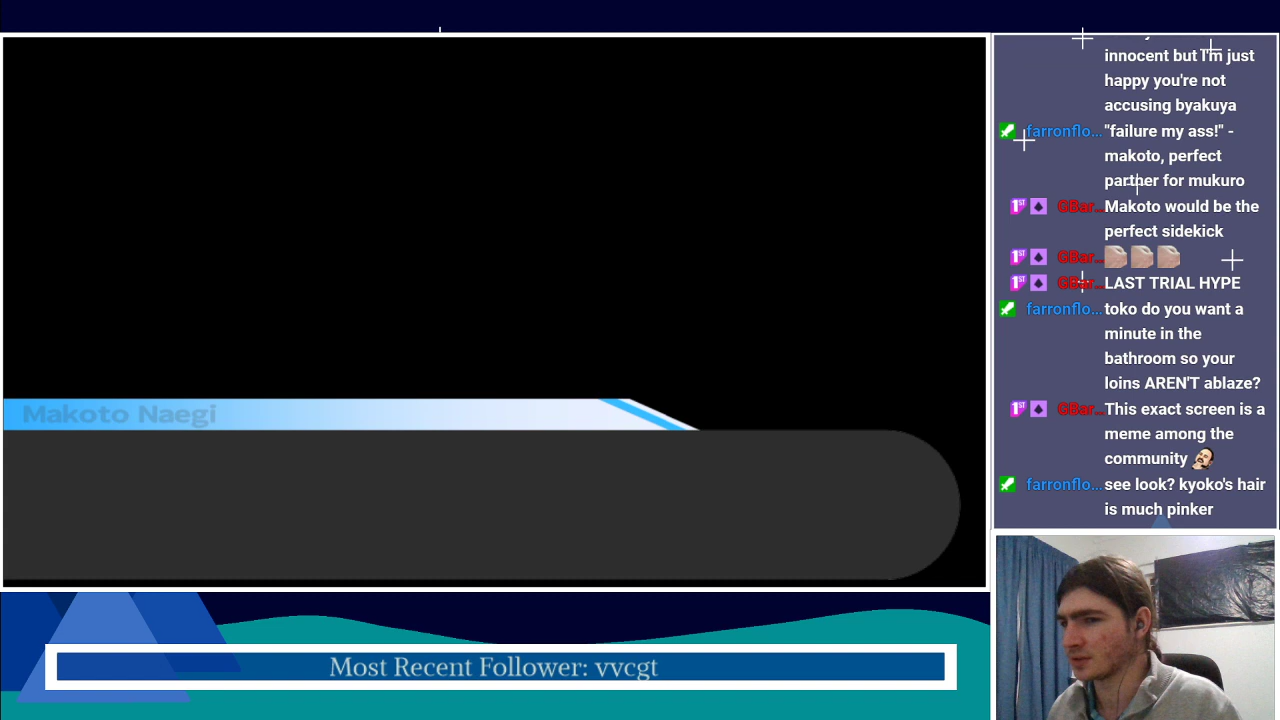 Makoto Naegi
innocent but I'm just
happy you're not
accusing byakuya
farronflo... "failure my ass!" -
makoto, perfect
partner for mukuro
GBar... Makoto would be the
perfect sidekick
GBar...
GBar... LAST TRIAL HYPE
farronflo... toko do you want a
minute in the
bathroom so your
loins AREN'T ablaze?
GBar... This exact screen is a
meme among the
community
farronflo... see look? kyoko's hair
is much pinker
Most Recent Follower: vvcgt